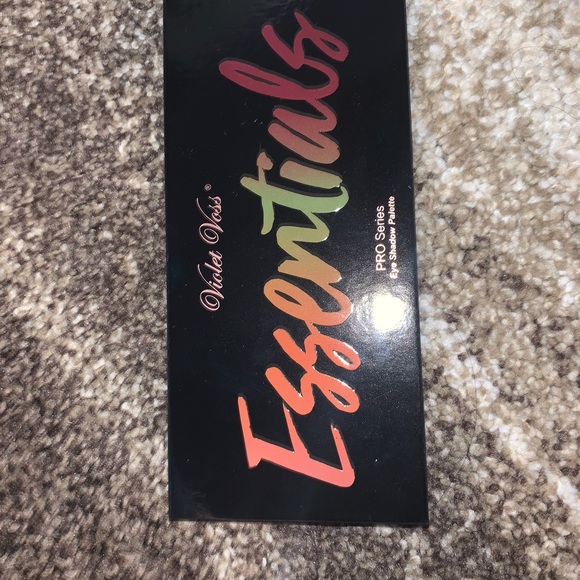 Violet Voss ®
Essentials
PRO Series
Eye Shadow Palette